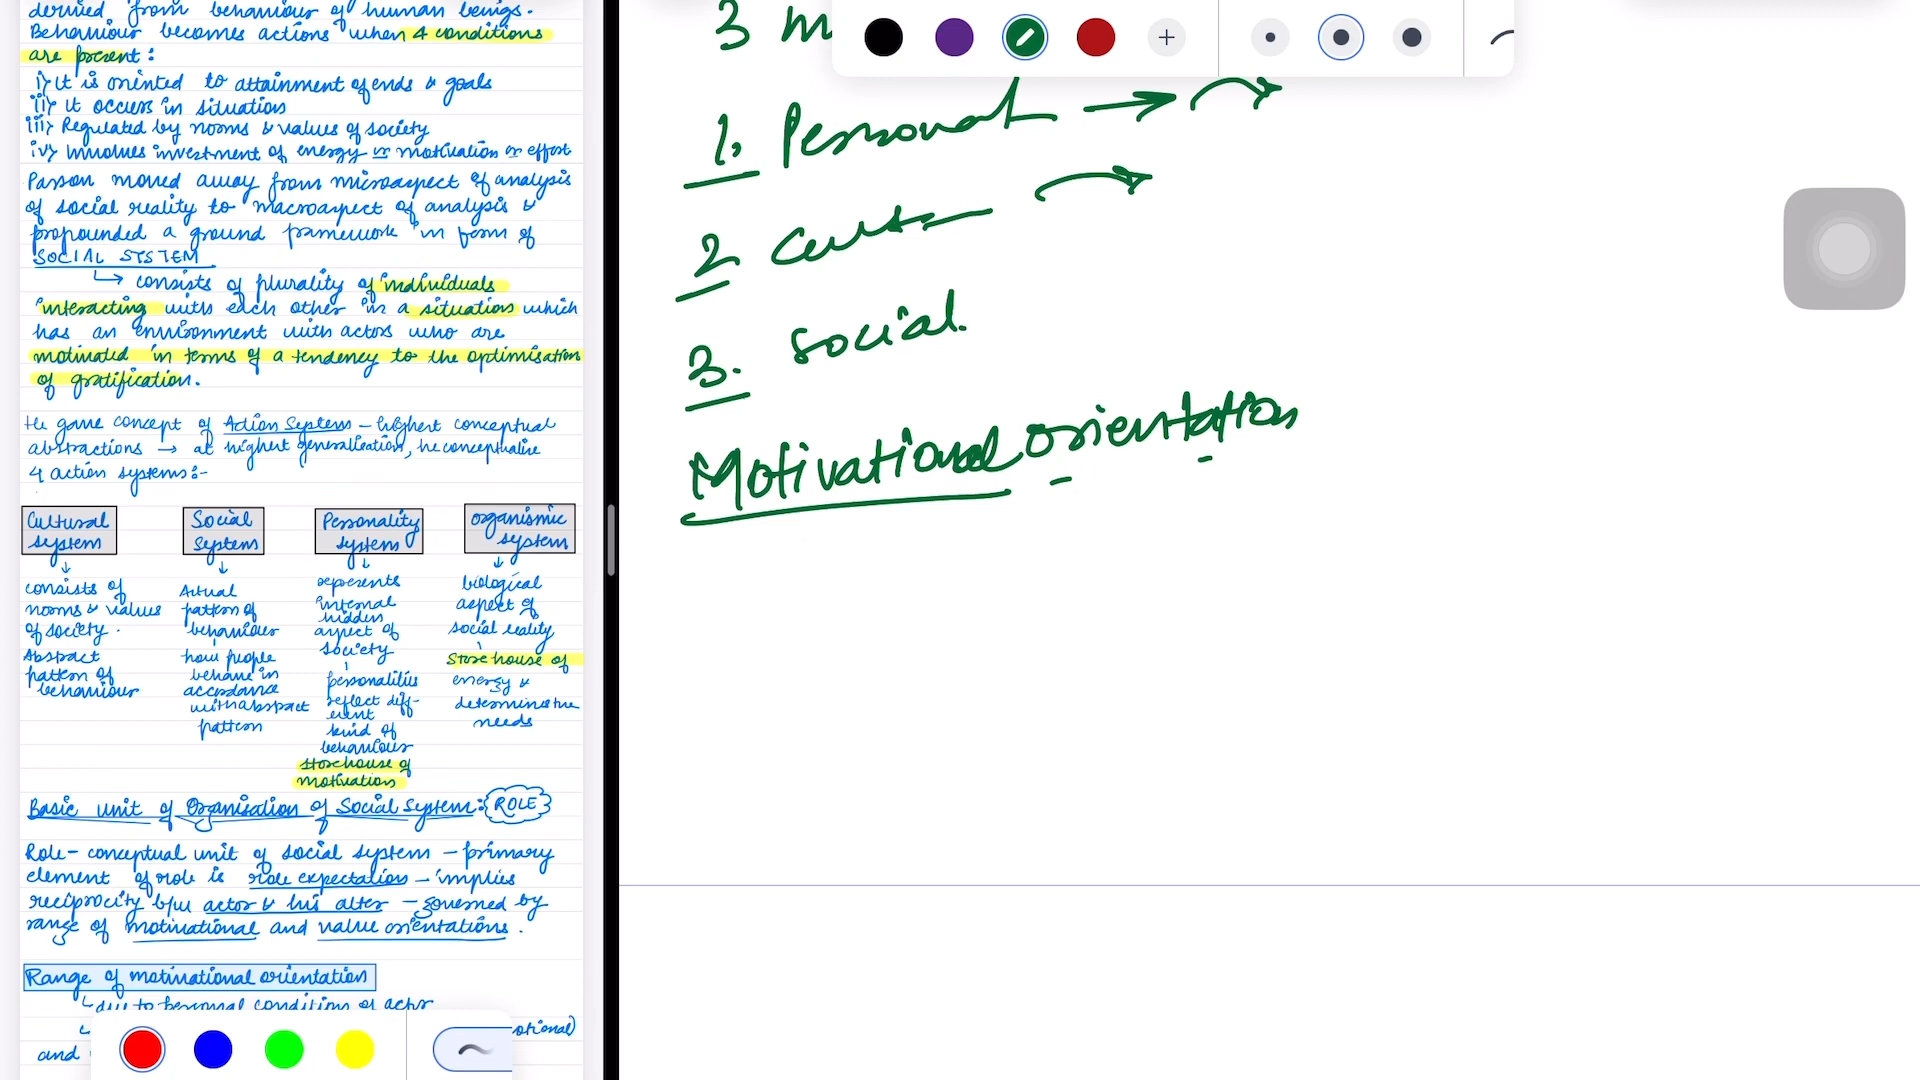 derived from behaviour of human beings.
Behaviour becomes actions when 4 conditions
are present:
i) It is oriented to attainment of ends & goals
ii) It occurs in situation
iii) Regulated by norms & values of society
iv) Involves investment of energy or motivation or effort
Parson moved away from microaspect of analysis
of social reality to macroaspect of analysis &
propounded a ground framework in form of
SOCIAL SYSTEM
↳ consists of plurality of individuals
interacting with each other in a situation which
has an environment with actors who are
motivated in terms of a tendency to the optimisation
of gratification.
He gave concept of Action Systems – highest conceptual
abstractions → at highest generalisation, he conceptualise
4 action systems:-
Cultural system
↓
consists of
norms & values
of society.
Abstract
pattern of
behaviour
Social System
↓
Actual
pattern of
behaviour
how people
behave in
accordance
with abstract
pattern
Personality system
↓
represents
internal
hidden
aspect of
society
personalities
reflect diff-
erent
kind of
behaviour
storehouse of
motivation
Organismic system
↓
biological
aspect of
social reality
Store house of
energy &
determines the
needs
Basic unit of Organisation of Social System: ROLE
Role – conceptual unit of social system – primary
element of role is role expectation – implies
reciprocity b/w actor & his alter – governed by
range of motivational and value orientations.
Range of motivational orientation
↳ due to personal condition of actor
otional)
and
3 m
1. Personal →
2
3. Social
Motivational orientation